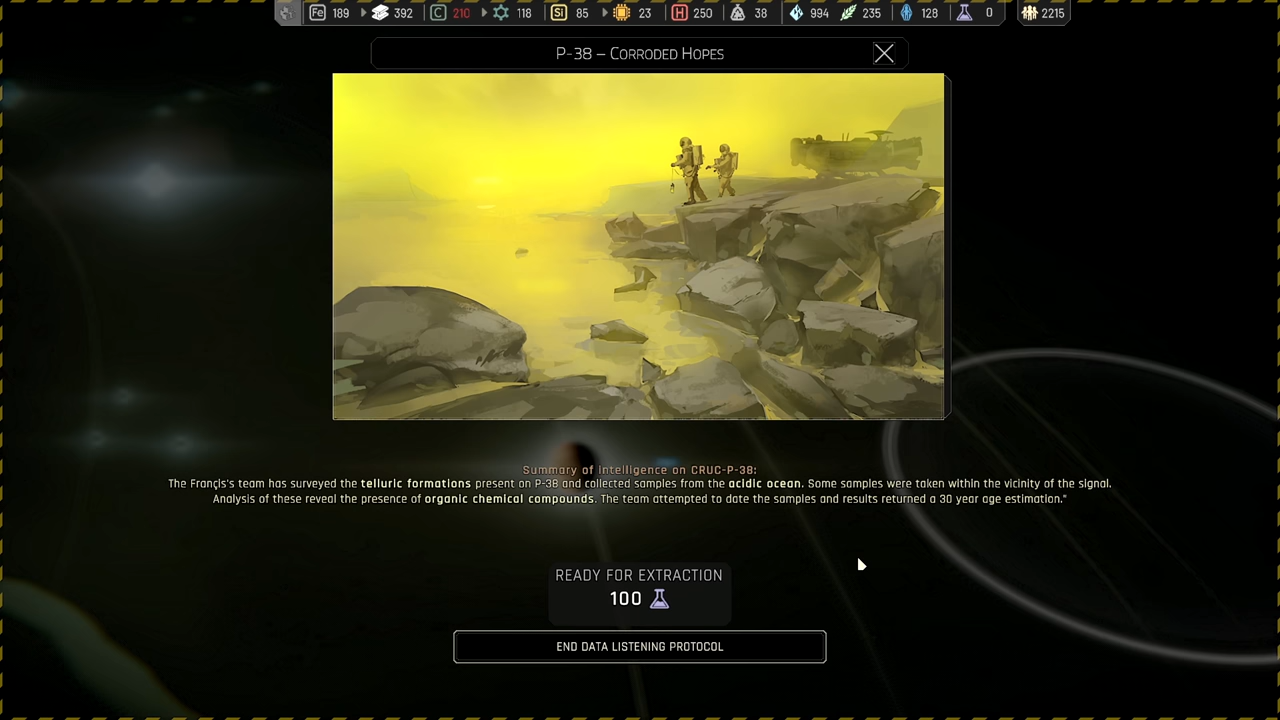 Fe 189 392 C 210 118 Si 85 23 H 250 38 994 235 128 0 2215
P-38 – Corroded Hopes
Summary of Intelligence on CRUC-P-38:
The Françis's team has surveyed the telluric formations present on P-38 and collected samples from the acidic ocean. Some samples were taken within the vicinity of the signal.
Analysis of these reveal the presence of organic chemical compounds. The team attempted to date the samples and results returned a 30 year age estimation."
READY FOR EXTRACTION
100
END DATA LISTENING PROTOCOL